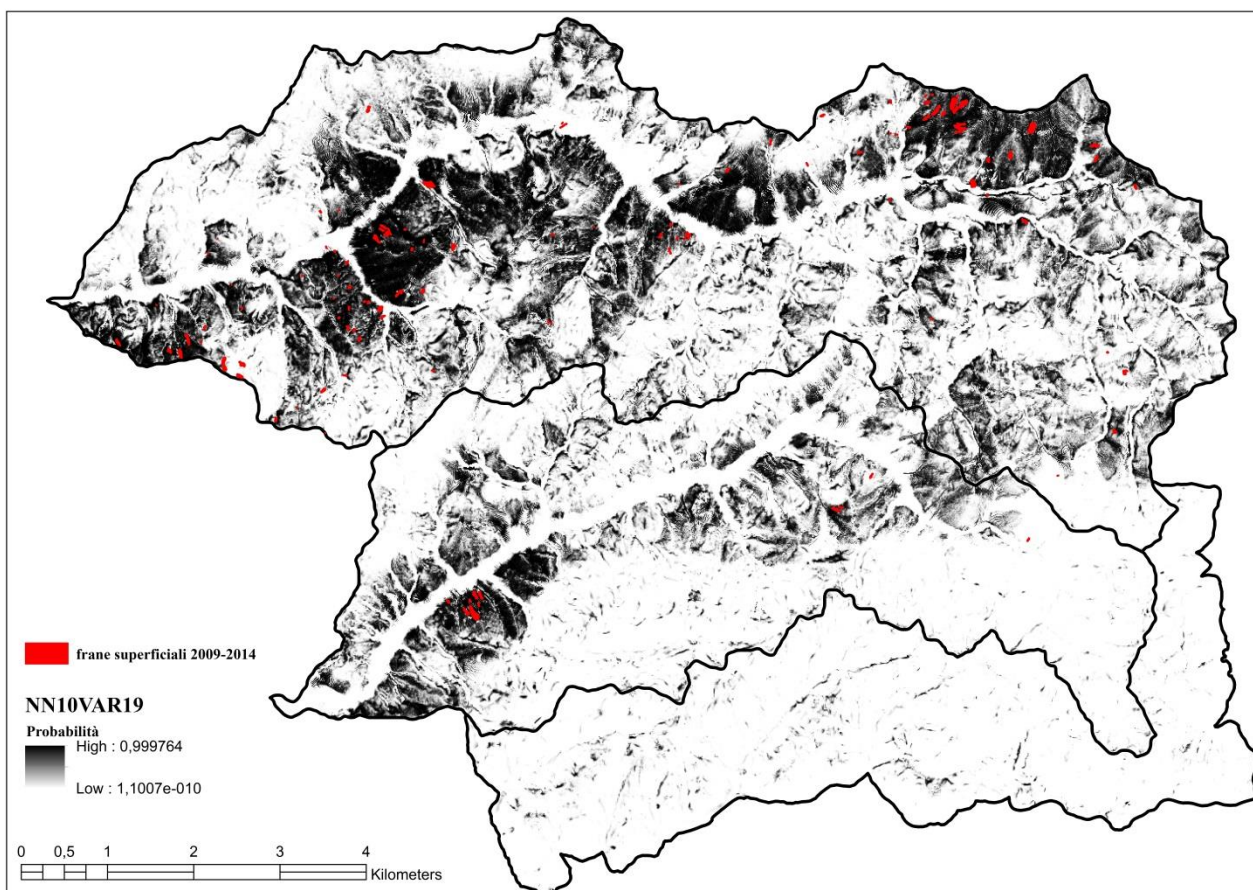 frane superficiali 2009-2014
NN10VAR19
Probabilità
High : 0,999764
Low : 1,1007e-010
0 0,5 1 2 3 4
Kilometers